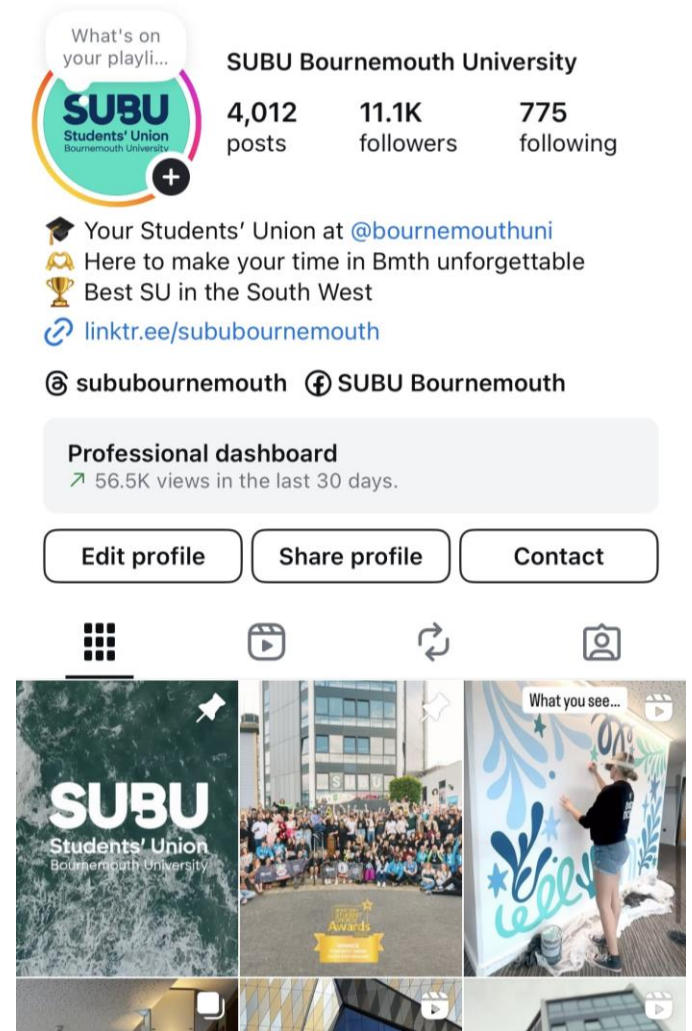 What's on
your playli...
SUBU
Students' Union
Bournemouth University
SUBU Bournemouth University
4,012
posts
11.1K
followers
775
following
Your Students' Union at @bournemouthuni
Here to make your time in Bmth unforgettable
Best SU in the South West
linktr.ee/sububournemouth
sububournemouth
SUBU Bournemouth
Professional dashboard
56.5K views in the last 30 days.
Edit profile
Share profile
Contact
SUBU
Students' Union
Bournemouth University
SU
Awards
What you see...